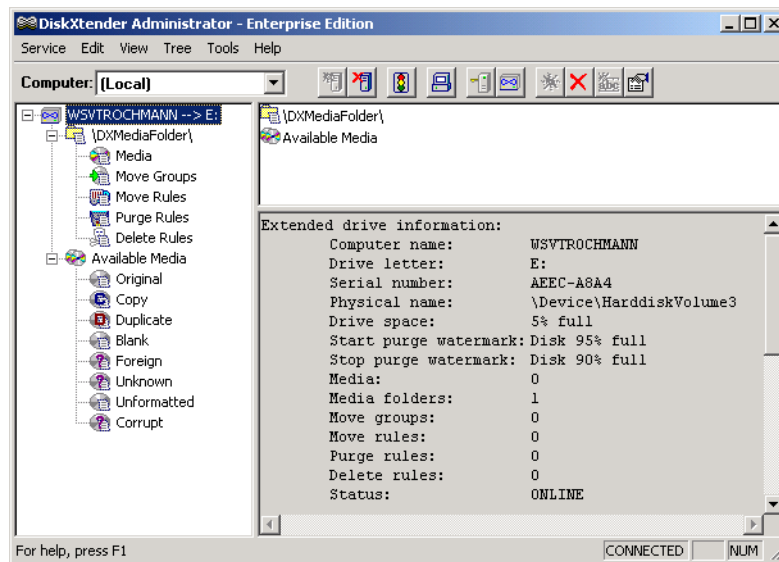 DiskXtender Administrator - Enterprise Edition
Service Edit View Tree Tools Help
Computer: (Local)
WSVTROCHMANN --> E:
\DXMediaFolder\
Media
Move Groups
Move Rules
Purge Rules
Delete Rules
Available Media
Original
Copy
Duplicate
Blank
Foreign
Unknown
Unformatted
Corrupt
\DXMediaFolder\
Available Media
Extended drive information:
Computer name: WSVTROCHMANN
Drive letter: E:
Serial number: AEEC-A8A4
Physical name: \Device\HarddiskVolume3
Drive space: 5% full
Start purge watermark: Disk 95% full
Stop purge watermark: Disk 90% full
Media: 0
Media folders: 1
Move groups: 0
Move rules: 0
Purge rules: 0
Delete rules: 0
Status: ONLINE
For help, press F1
CONNECTED NUM